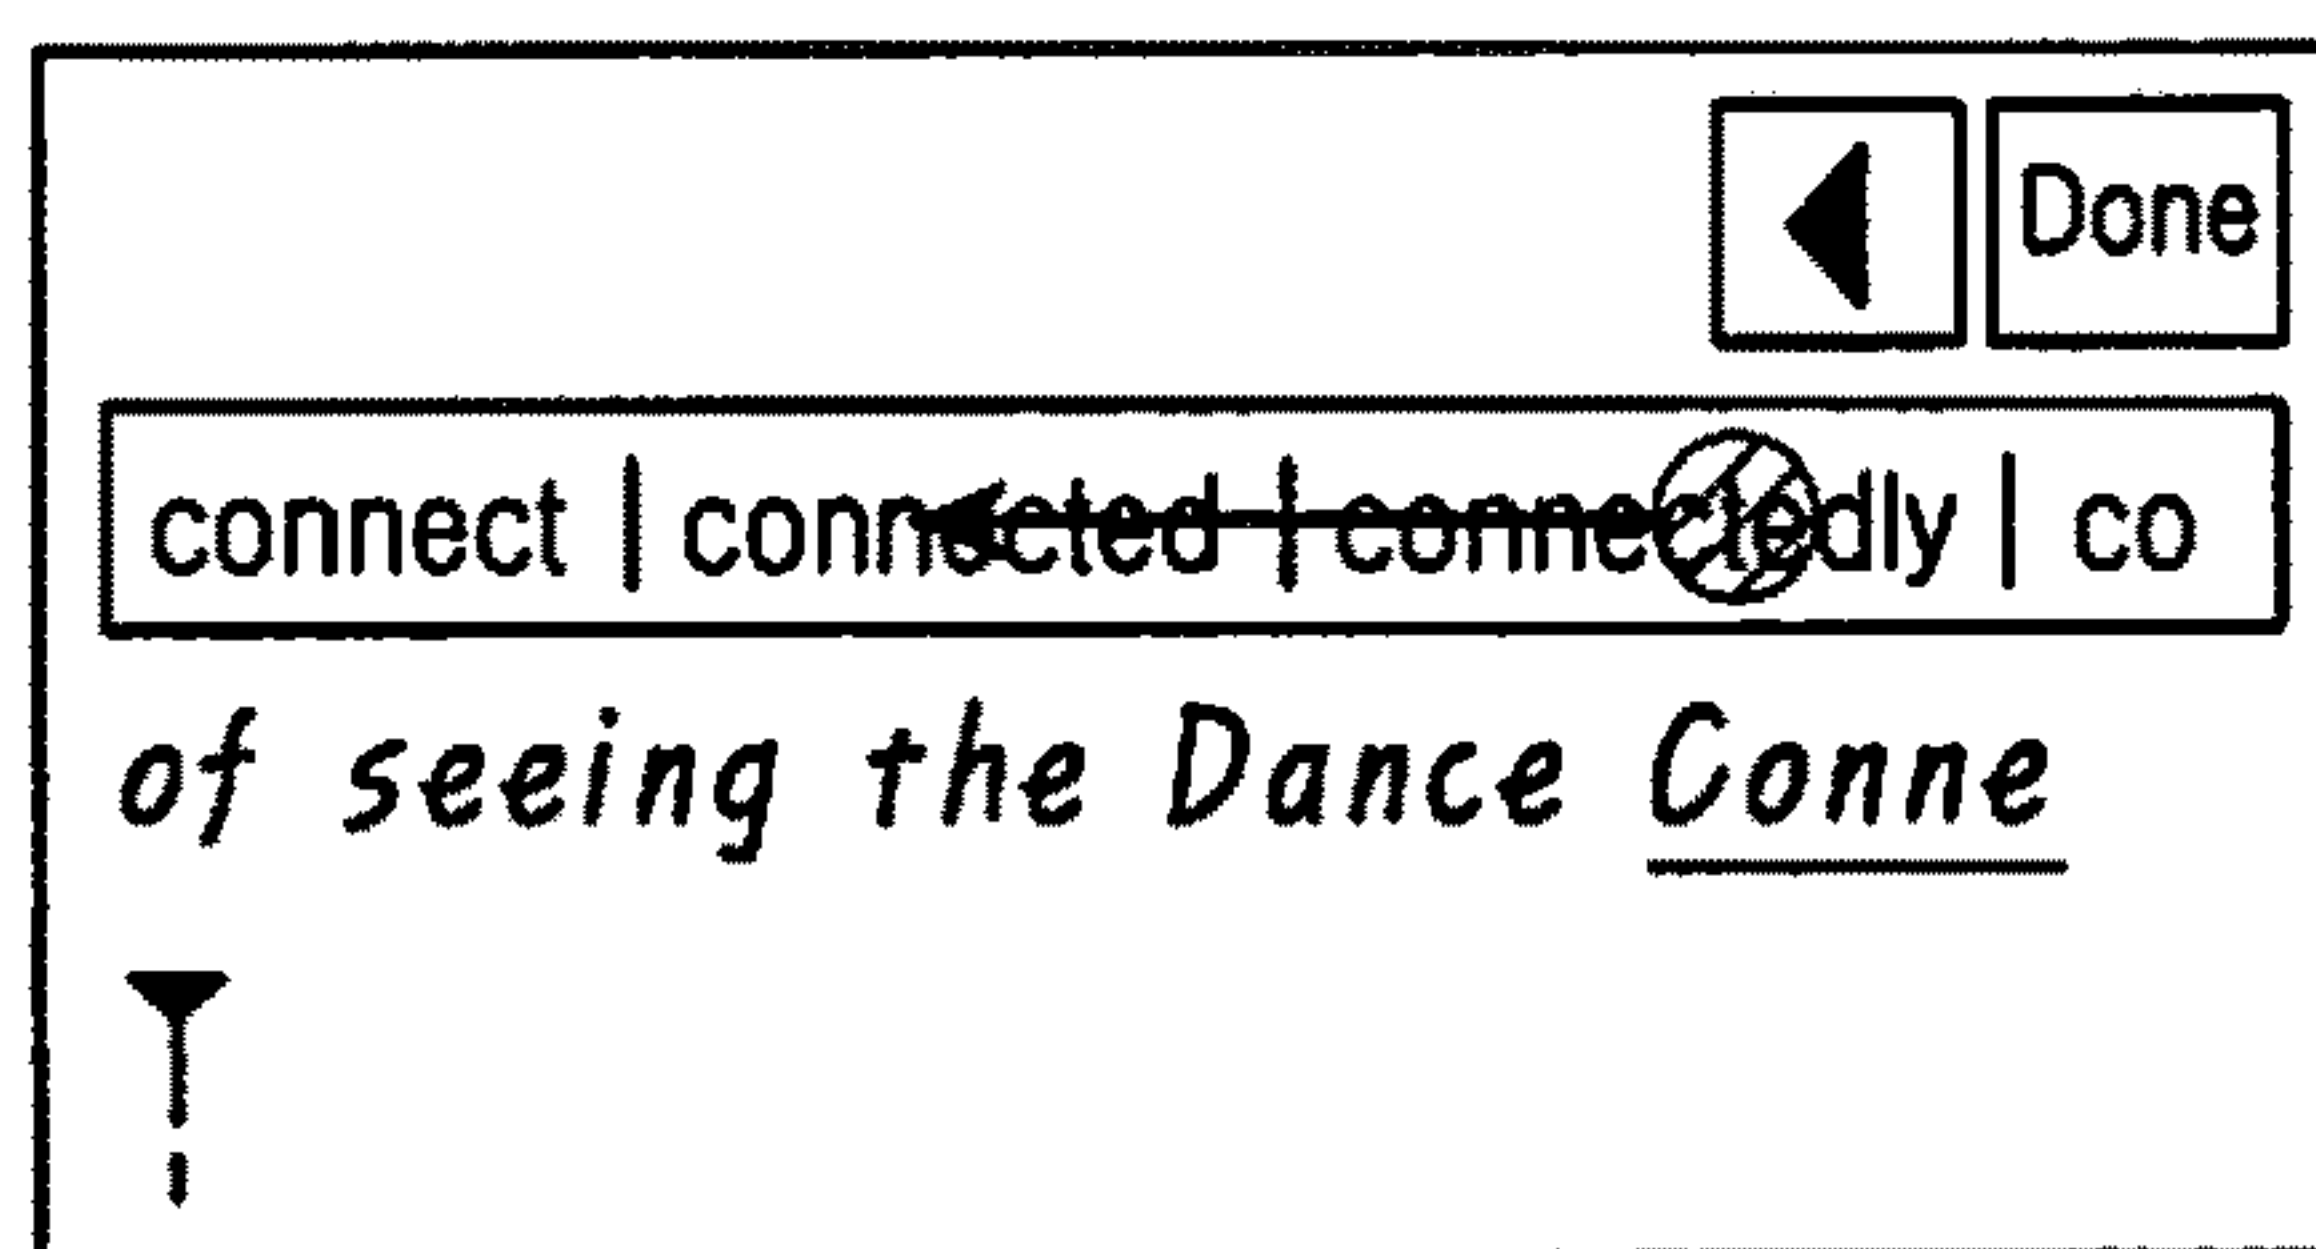 Done
connect | connected | connectedly | co
of seeing the Dance Conne